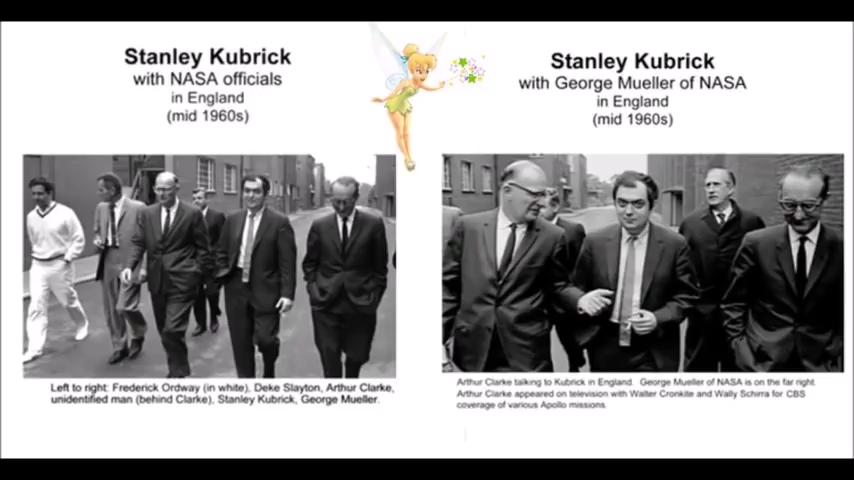 Stanley Kubrick
with NASA officials
in England
(mid 1960s)
Left to right: Frederick Ordway (in white), Deke Slayton, Arthur Clarke,
unidentified man (behind Clarke), Stanley Kubrick, George Mueller.
Stanley Kubrick
with George Mueller of NASA
in England
(mid 1960s)
Arthur Clarke talking to Kubrick in England. George Mueller of NASA is on the far right.
Arthur Clarke appeared on television with Walter Cronkite and Wally Schirra for CBS
coverage of various Apollo missions.